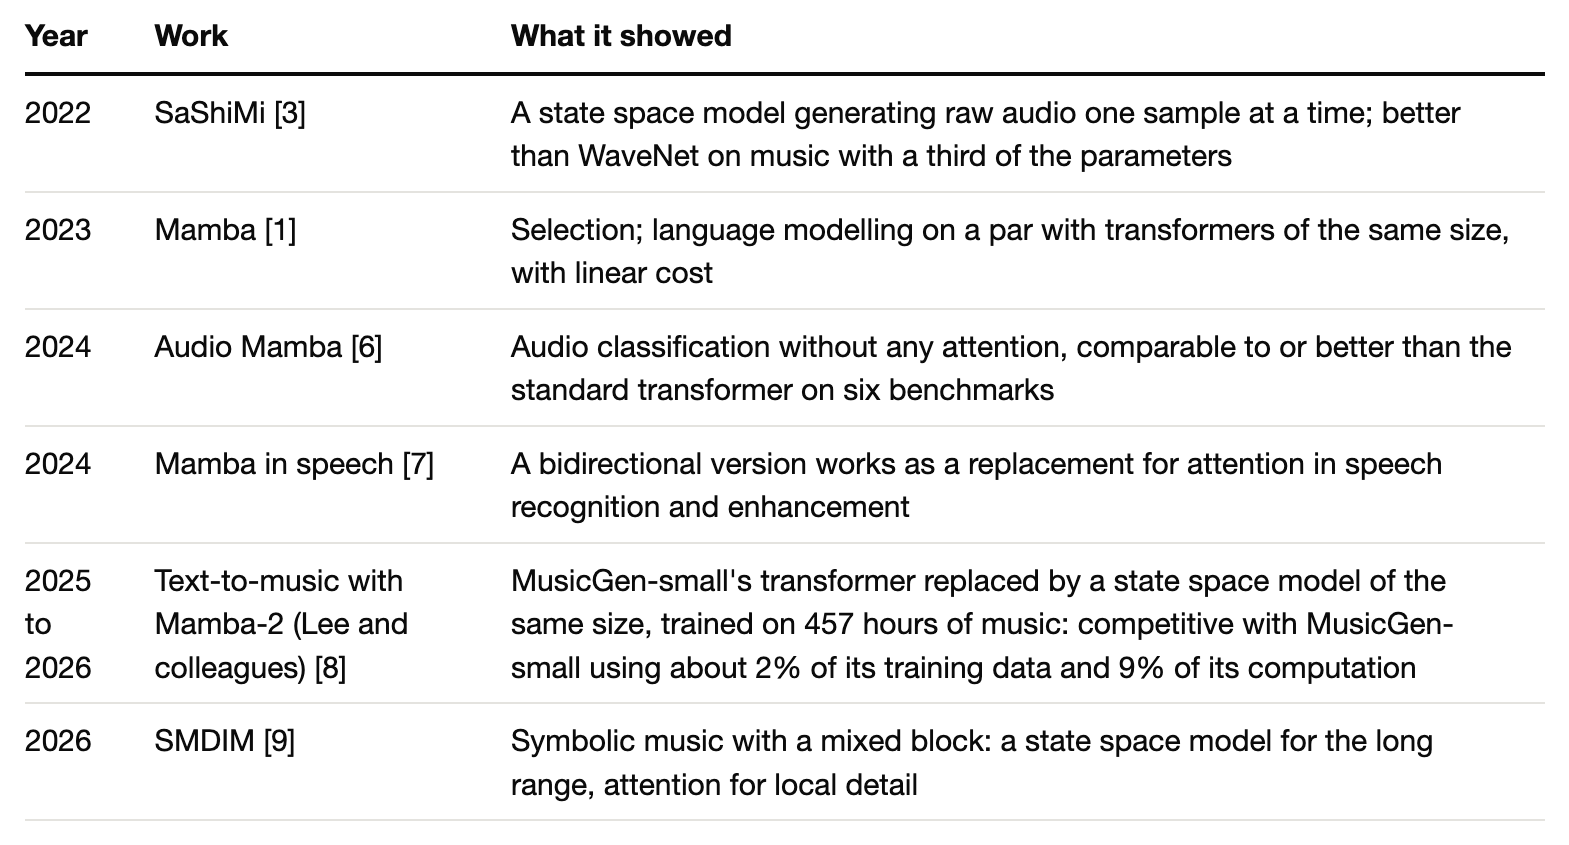 Year Work What it showed
2022 SaShiMi [3] A state space model generating raw audio one sample at a time; better
than WaveNet on music with a third of the parameters
2023 Mamba [1] Selection; language modelling on a par with transformers of the same size,
with linear cost
2024 Audio Mamba [6] Audio classification without any attention, comparable to or better than the
standard transformer on six benchmarks
2024 Mamba in speech [7] A bidirectional version works as a replacement for attention in speech
recognition and enhancement
2025 Text-to-music with MusicGen-small's transformer replaced by a state space model of the
to Mamba-2 (Lee and same size, trained on 457 hours of music: competitive with MusicGen-
2026 colleagues) [8] small using about 2% of its training data and 9% of its computation
2026 SMDIM [9] Symbolic music with a mixed block: a state space model for the long
range, attention for local detail